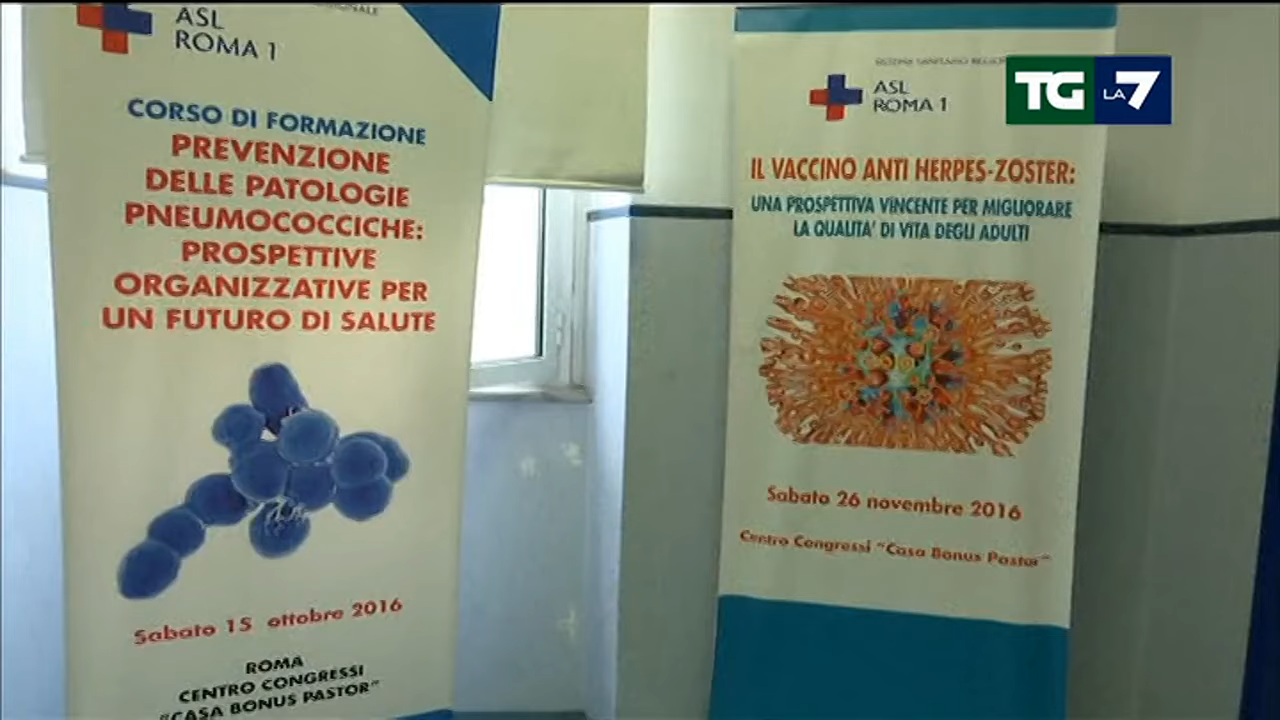 ASL
ROMA 1
CORSO DI FORMAZIONE
PREVENZIONE
DELLE PATOLOGIE
PNEUMOCOCCICHE:
PROSPETTIVE
ORGANIZZATIVE PER
UN FUTURO DI SALUTE
Sabato 15 ottobre 2016
ROMA
CENTRO CONGRESSI
"CASA BONUS PASTOR"
SISTEMA SANITARIO
ASL
ROMA 1
IL VACCINO ANTI HERPES-ZOSTER:
UNA PROSPETTIVA VINCENTE PER MIGLIORARE
LA QUALITA' DI VITA DEGLI ADULTI
Sabato 26 novembre 2016
Centro Congressi "Casa Bonus Pastor"
TG LA7